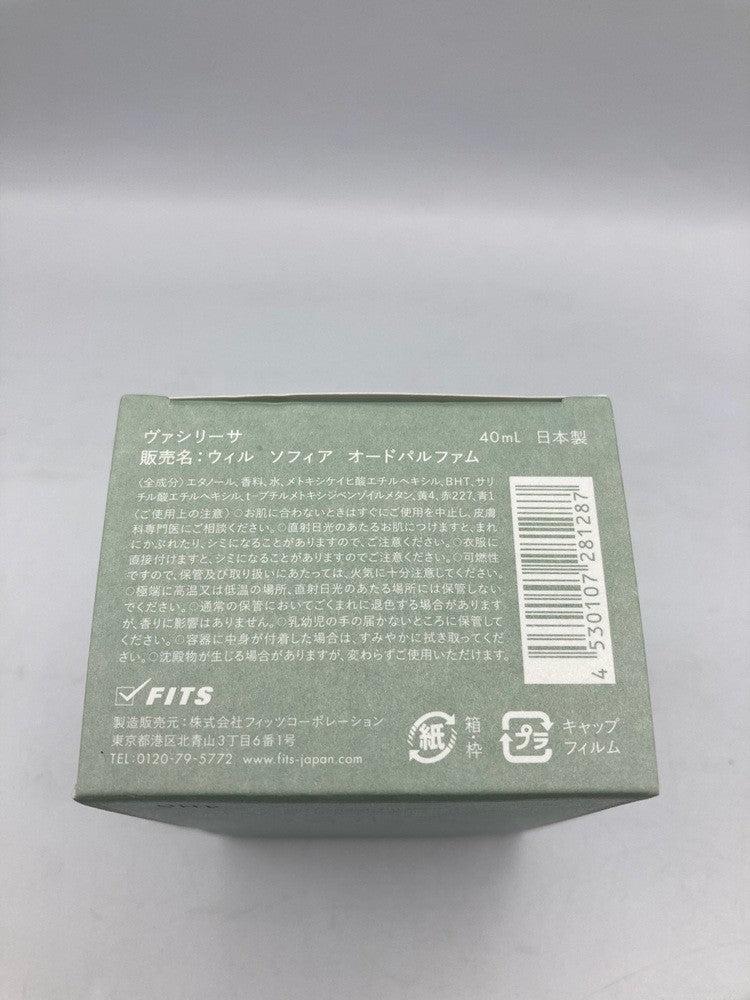 ヴァシリーサ 40mL 日本製
販売名:ウィル ソフィア オードパルファム
〈全成分〉エタノール、香料、水、メトキシケイヒ酸エチルヘキシル、BHT、サリ
チル酸エチルヘキシル、t-ブチルメトキシジベンゾイルメタン、黄4、赤227、青1
〈ご使用上の注意〉○お肌に合わないときはすぐにご使用を中止し、皮膚
科専門医にご相談ください。○直射日光のあたるお肌につけますと、まれ
にかぶれたり、シミになることがありますので、ご注意ください。○衣服に
直接付けますと、シミになることがありますのでご注意ください。○可燃性
ですので、保管及び取り扱いにあたっては、火気に十分注意してください。
○極端に高温又は低温の場所、直射日光のあたる場所には保管しない
でください。○通常の保管においてごくまれに退色する場合があります
が、香りに影響はありません。○乳幼児の手の届かないところに保管し
てください。○容器に中身が付着した場合は、すみやかに拭き取ってくだ
さい。○沈殿物が生じる場合がありますが、変わらずご使用いただけます。
4 530107 281287
FITS
製造販売元:株式会社フィッツコーポレーション
東京都港区北青山3丁目6番1号
TEL:0120-79-5772 www.fits-japan.com
紙 箱・枠
プラ キャップ
フィルム